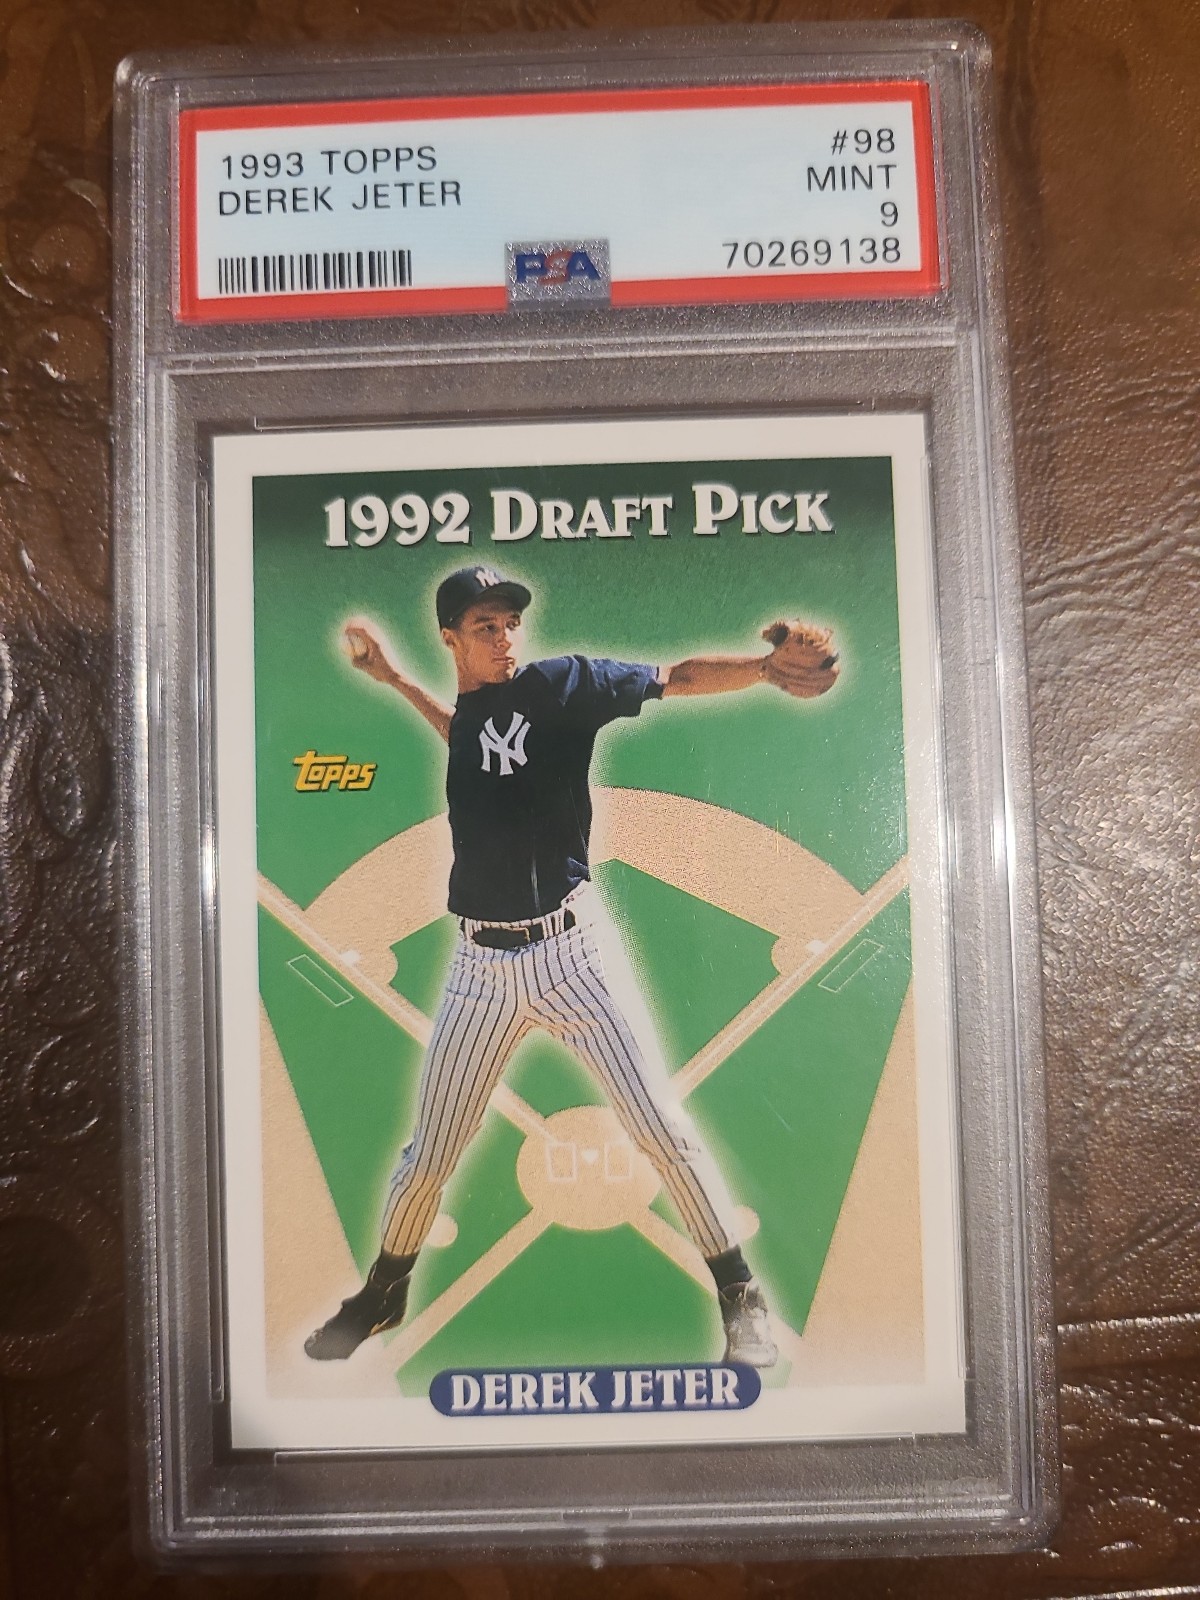 1993 TOPPS #98
DEREK JETER MINT
9
PSA 70269138
1992 DRAFT PICK
NY
NY
topps
DEREK JETER